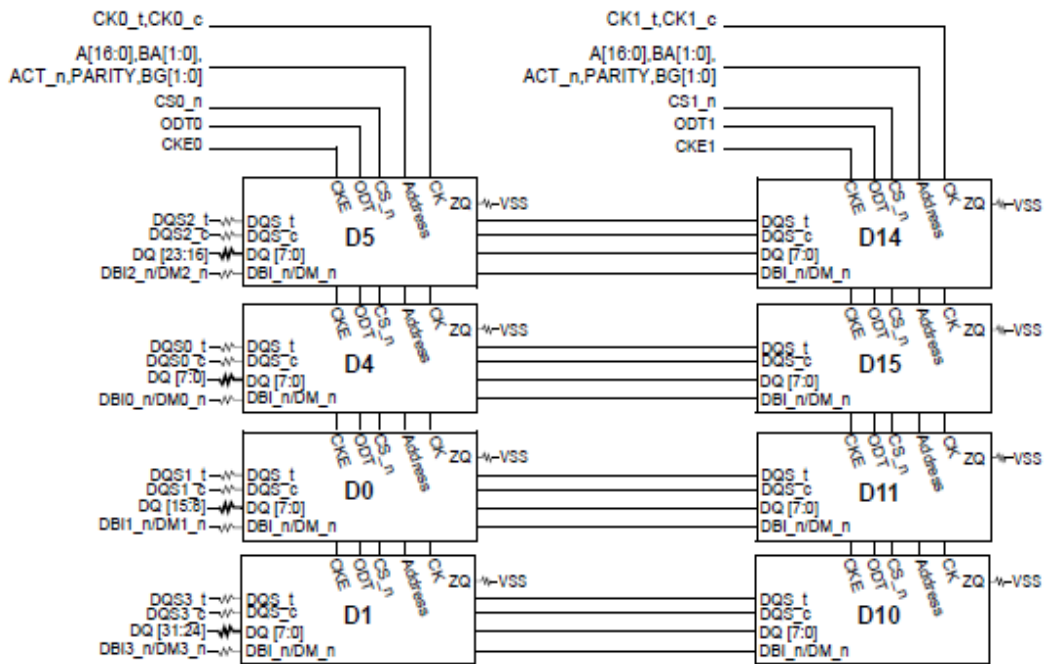 CK0_t,CK0_c
A[16:0],BA[1:0],
ACT_n,PARITY,BG[1:0]
CS0_n
ODT0
CKE0
CK1_t,CK1_c
A[16:0],BA[1:0],
ACT_n,PARITY,BG[1:0]
CS1_n
ODT1
CKE1
CKE
ODT
CS_n
Address
CK
ZQ
VSS
DQS2_t
DQS2_c
DQ [23:16]
DBI2_n/DM2_n
DQS_t
DQS_c
DQ [7:0]
DBI_n/DM_n
D5
CKE
ODT
CS_n
Address
CK
ZQ
VSS
DQS_t
DQS_c
DQ [7:0]
DBI_n/DM_n
D14
CKE
ODT
CS_n
Address
CK
ZQ
VSS
DQS0_t
DQS0_c
DQ [7:0]
DBI0_n/DM0_n
DQS_t
DQS_c
DQ [7:0]
DBI_n/DM_n
D4
CKE
ODT
CS_n
Address
CK
ZQ
VSS
DQS_t
DQS_c
DQ [7:0]
DBI_n/DM_n
D15
CKE
ODT
CS_n
Address
CK
ZQ
VSS
DQS1_t
DQS1_c
DQ [15:8]
DBI1_n/DM1_n
DQS_t
DQS_c
DQ [7:0]
DBI_n/DM_n
D0
CKE
ODT
CS_n
Address
CK
ZQ
VSS
DQS_t
DQS_c
DQ [7:0]
DBI_n/DM_n
D11
CKE
ODT
CS_n
Address
CK
ZQ
VSS
DQS3_t
DQS3_c
DQ [31:24]
DBI3_n/DM3_n
DQS_t
DQS_c
DQ [7:0]
DBI_n/DM_n
D1
CKE
ODT
CS_n
Address
CK
ZQ
VSS
DQS_t
DQS_c
DQ [7:0]
DBI_n/DM_n
D10